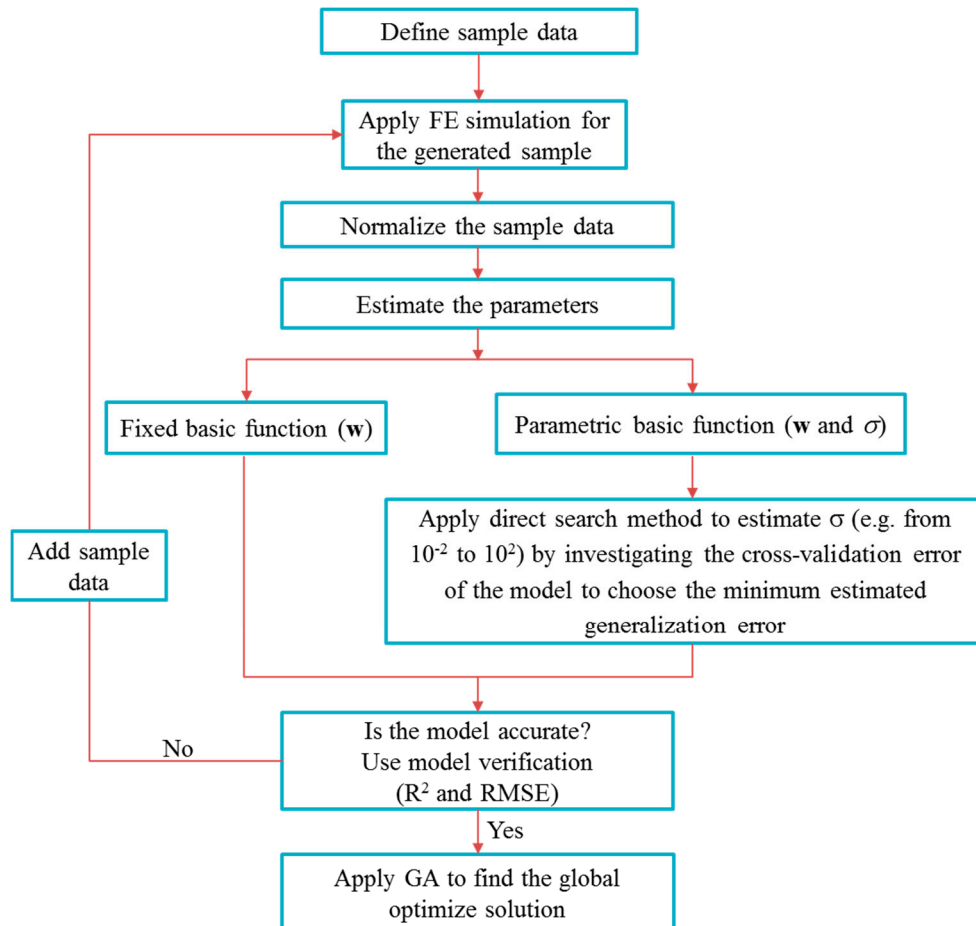 Define sample data
Apply FE simulation for
the generated sample
Normalize the sample data
Estimate the parameters
Fixed basic function (w)
Parametric basic function (w and σ)
Apply direct search method to estimate σ (e.g. from
10⁻² to 10²) by investigating the cross-validation error
of the model to choose the minimum estimated
generalization error
Add sample
data
Is the model accurate?
Use model verification
(R² and RMSE)
No
Yes
Apply GA to find the global
optimize solution